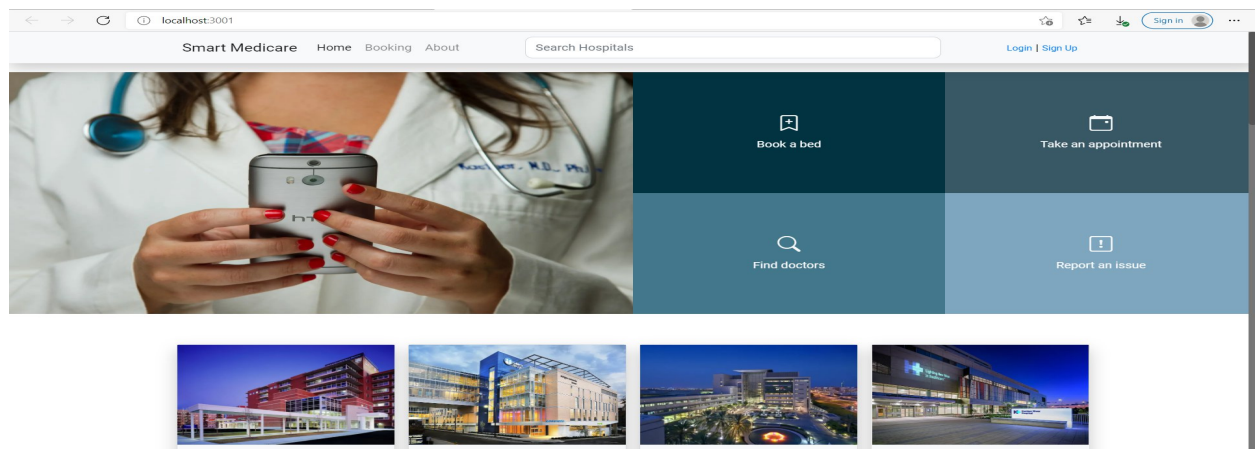 localhost:3001
Sign in
Smart Medicare Home Booking About Search Hospitals Login | Sign Up
Book a bed
Take an appointment
Find doctors
Report an issue
hTC